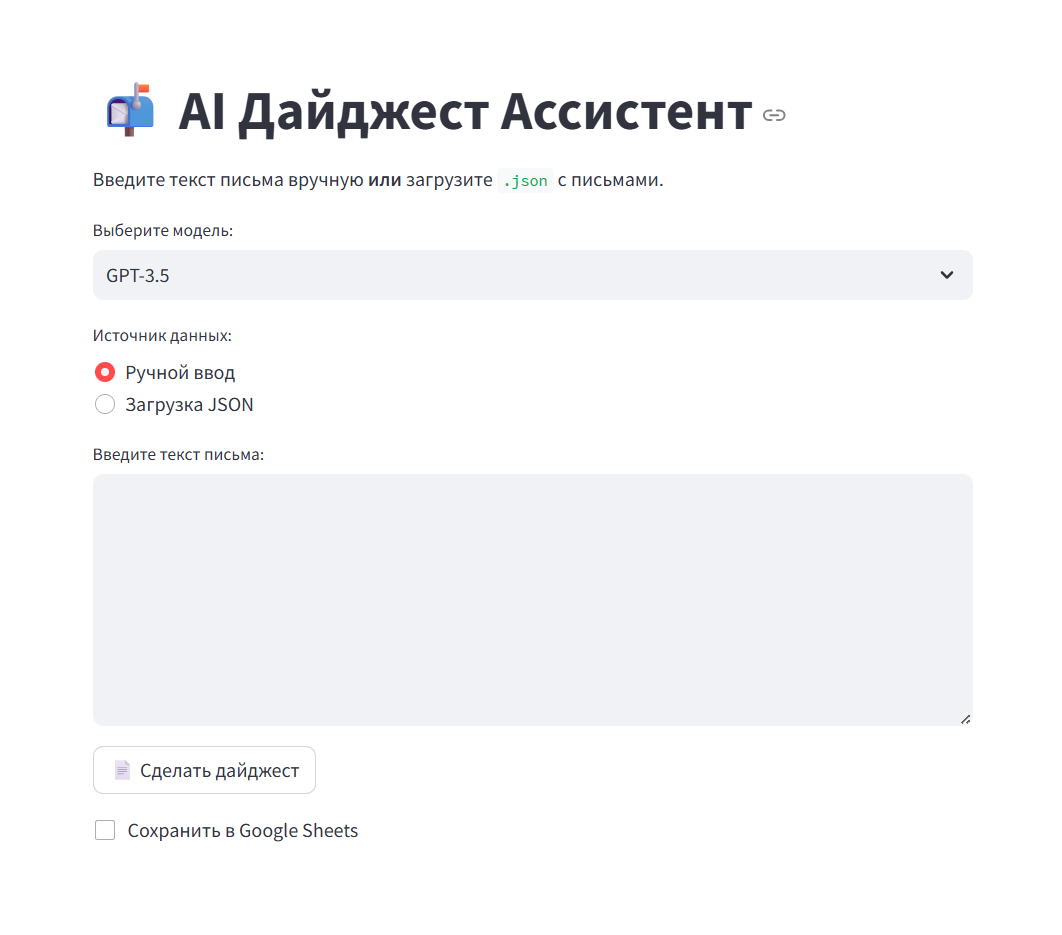 AI Дайджест Ассистент
Введите текст письма вручную или загрузите .json с письмами.
Выберите модель:
GPT-3.5
Источник данных:
Ручной ввод
Загрузка JSON
Введите текст письма:
Сделать дайджест
Сохранить в Google Sheets